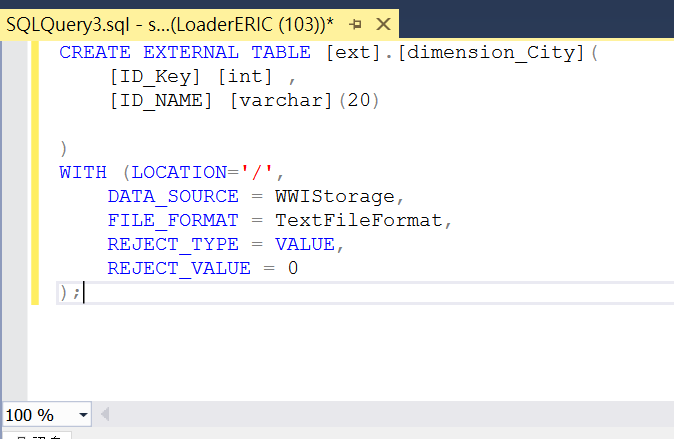 SQLQuery3.sql - s...(LoaderERIC (103))*
CREATE EXTERNAL TABLE [ext].[dimension_City](
[ID_Key] [int] ,
[ID_NAME] [varchar](20)
)
WITH (LOCATION='/',
DATA_SOURCE = WWIStorage,
FILE_FORMAT = TextFileFormat,
REJECT_TYPE = VALUE,
REJECT_VALUE = 0
);
100 %